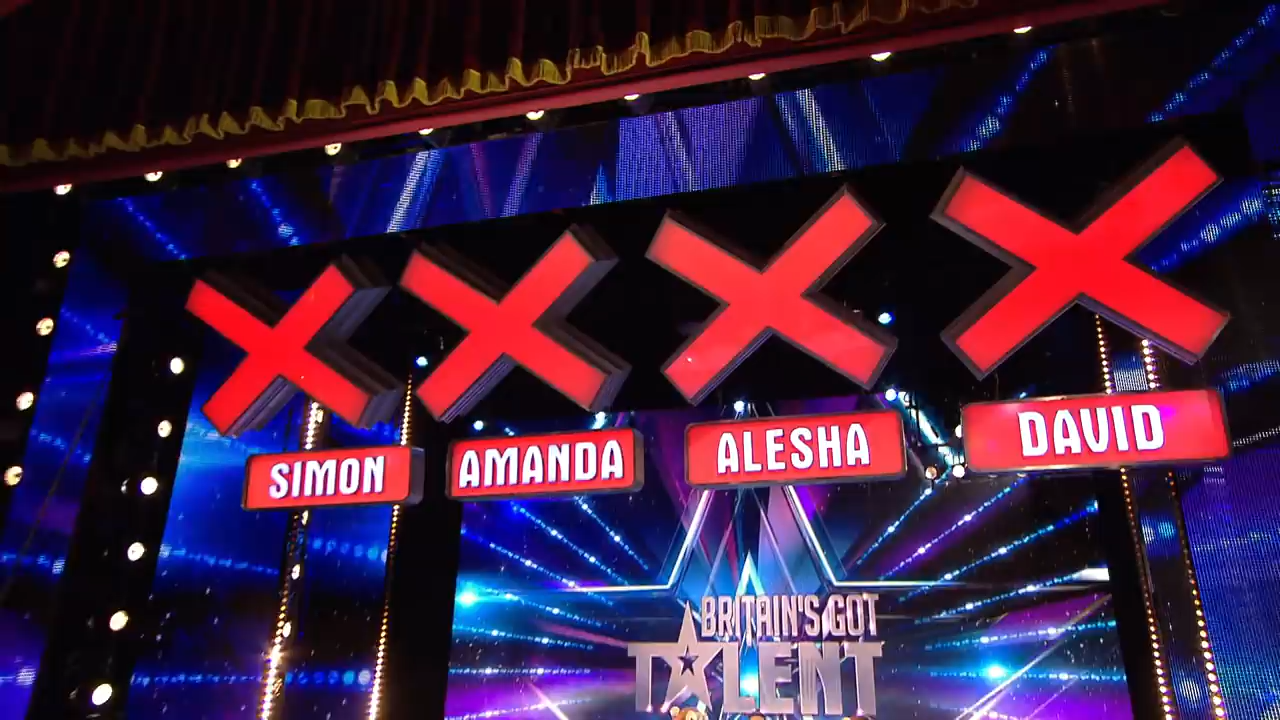 SIMON
AMANDA
ALESHA
DAVID
BRITAIN'S GOT
TALENT